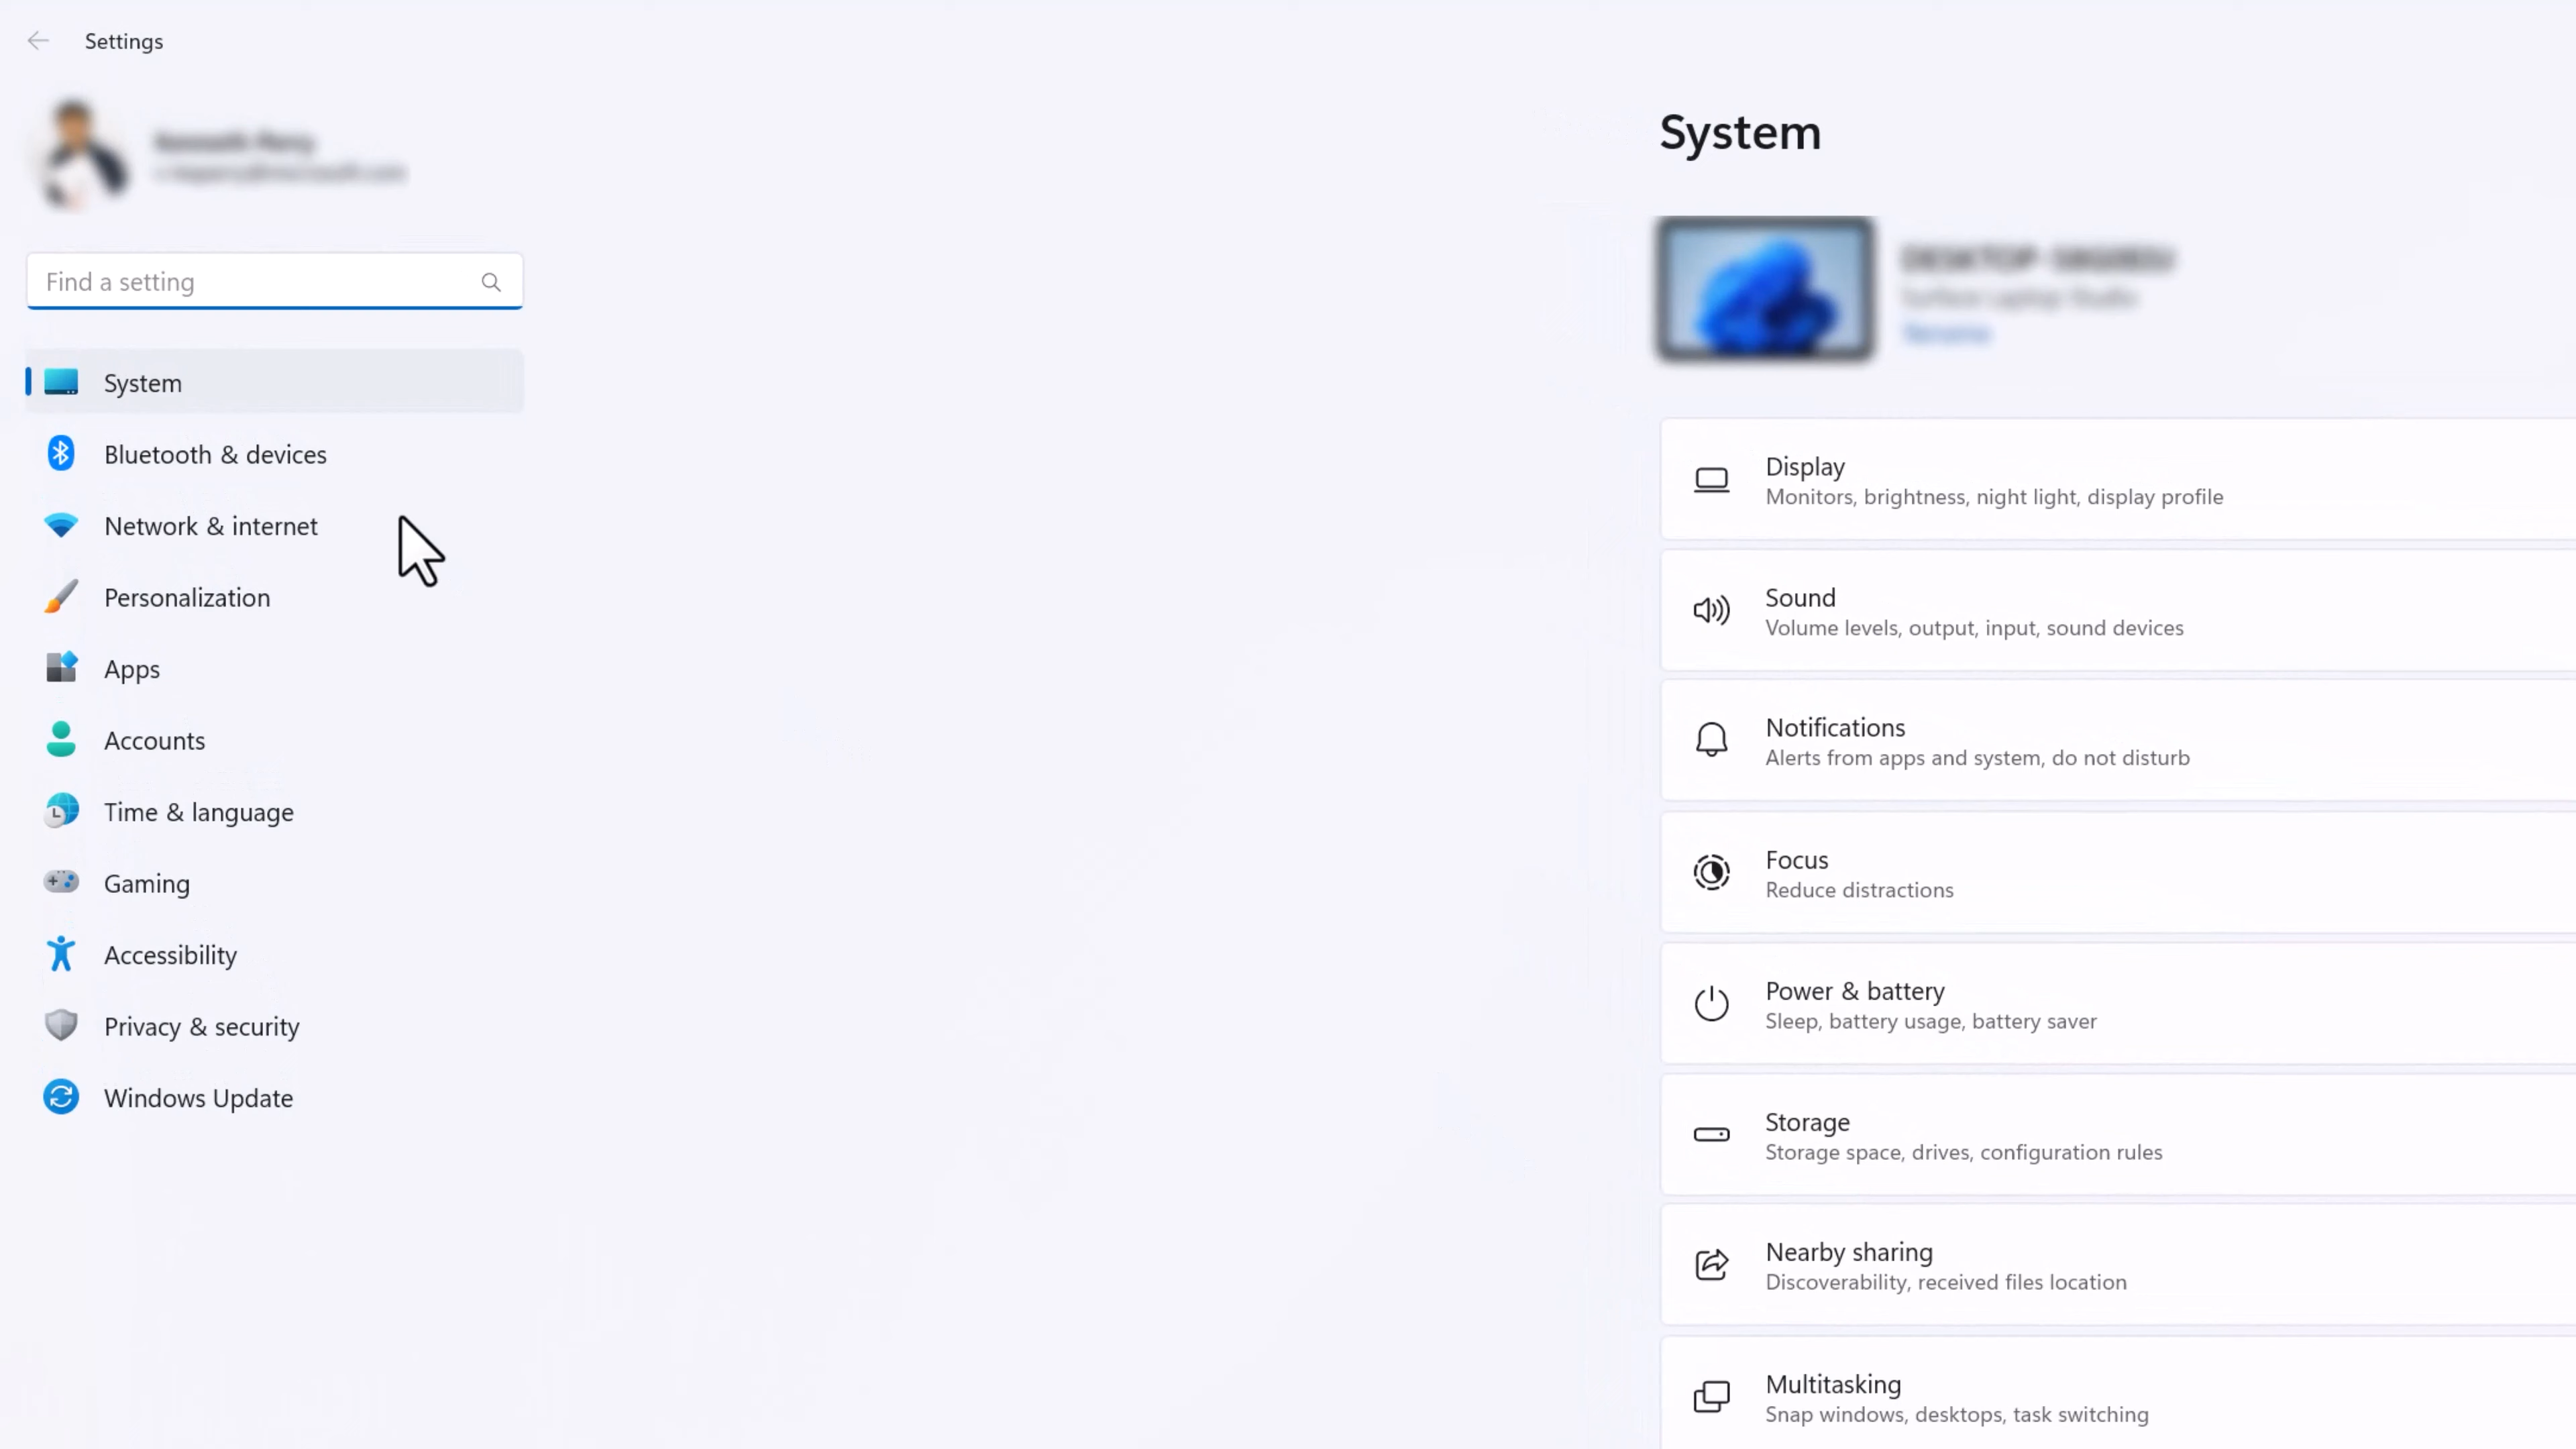 Settings
Find a setting
System
Bluetooth & devices
Network & internet
Personalization
Apps
Accounts
Time & language
Gaming
Accessibility
Privacy & security
Windows Update
System
Display
Monitors, brightness, night light, display profile
Sound
Volume levels, output, input, sound devices
Notifications
Alerts from apps and system, do not disturb
Focus
Reduce distractions
Power & battery
Sleep, battery usage, battery saver
Storage
Storage space, drives, configuration rules
Nearby sharing
Discoverability, received files location
Multitasking
Snap windows, desktops, task switching